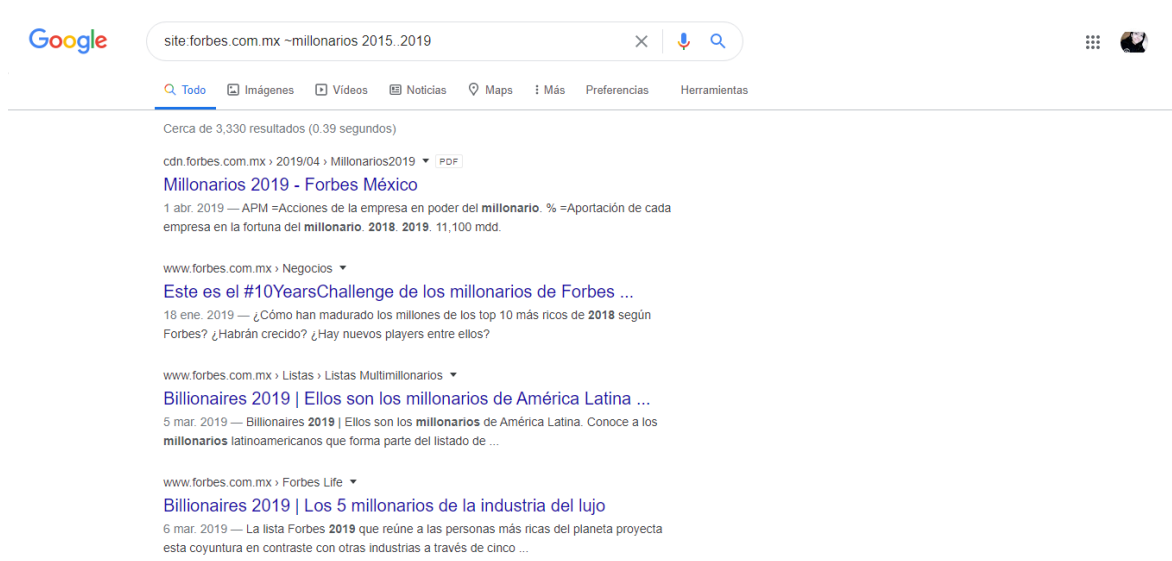 Google
site:forbes.com.mx ~millonarios 2015..2019
Todo Imágenes Vídeos Noticias Maps Más Preferencias Herramientas
Cerca de 3,330 resultados (0.39 segundos)
cdn.forbes.com.mx › 2019/04 › Millonarios2019 PDF
Millonarios 2019 - Forbes México
1 abr. 2019 — APM =Acciones de la empresa en poder del millonario. % =Aportación de cada
empresa en la fortuna del millonario. 2018. 2019. 11,100 mdd.
www.forbes.com.mx › Negocios
Este es el #10YearsChallenge de los millonarios de Forbes ...
18 ene. 2019 — ¿Cómo han madurado los millones de los top 10 más ricos de 2018 según
Forbes? ¿Habrán crecido? ¿Hay nuevos players entre ellos?
www.forbes.com.mx › Listas › Listas Multimillonarios
Billionaires 2019 | Ellos son los millonarios de América Latina ...
5 mar. 2019 — Billionaires 2019 | Ellos son los millonarios de América Latina. Conoce a los
millonarios latinoamericanos que forma parte del listado de ...
www.forbes.com.mx › Forbes Life
Billionaires 2019 | Los 5 millonarios de la industria del lujo
6 mar. 2019 — La lista Forbes 2019 que reúne a las personas más ricas del planeta proyecta
esta coyuntura en contraste con otras industrias a través de cinco ...